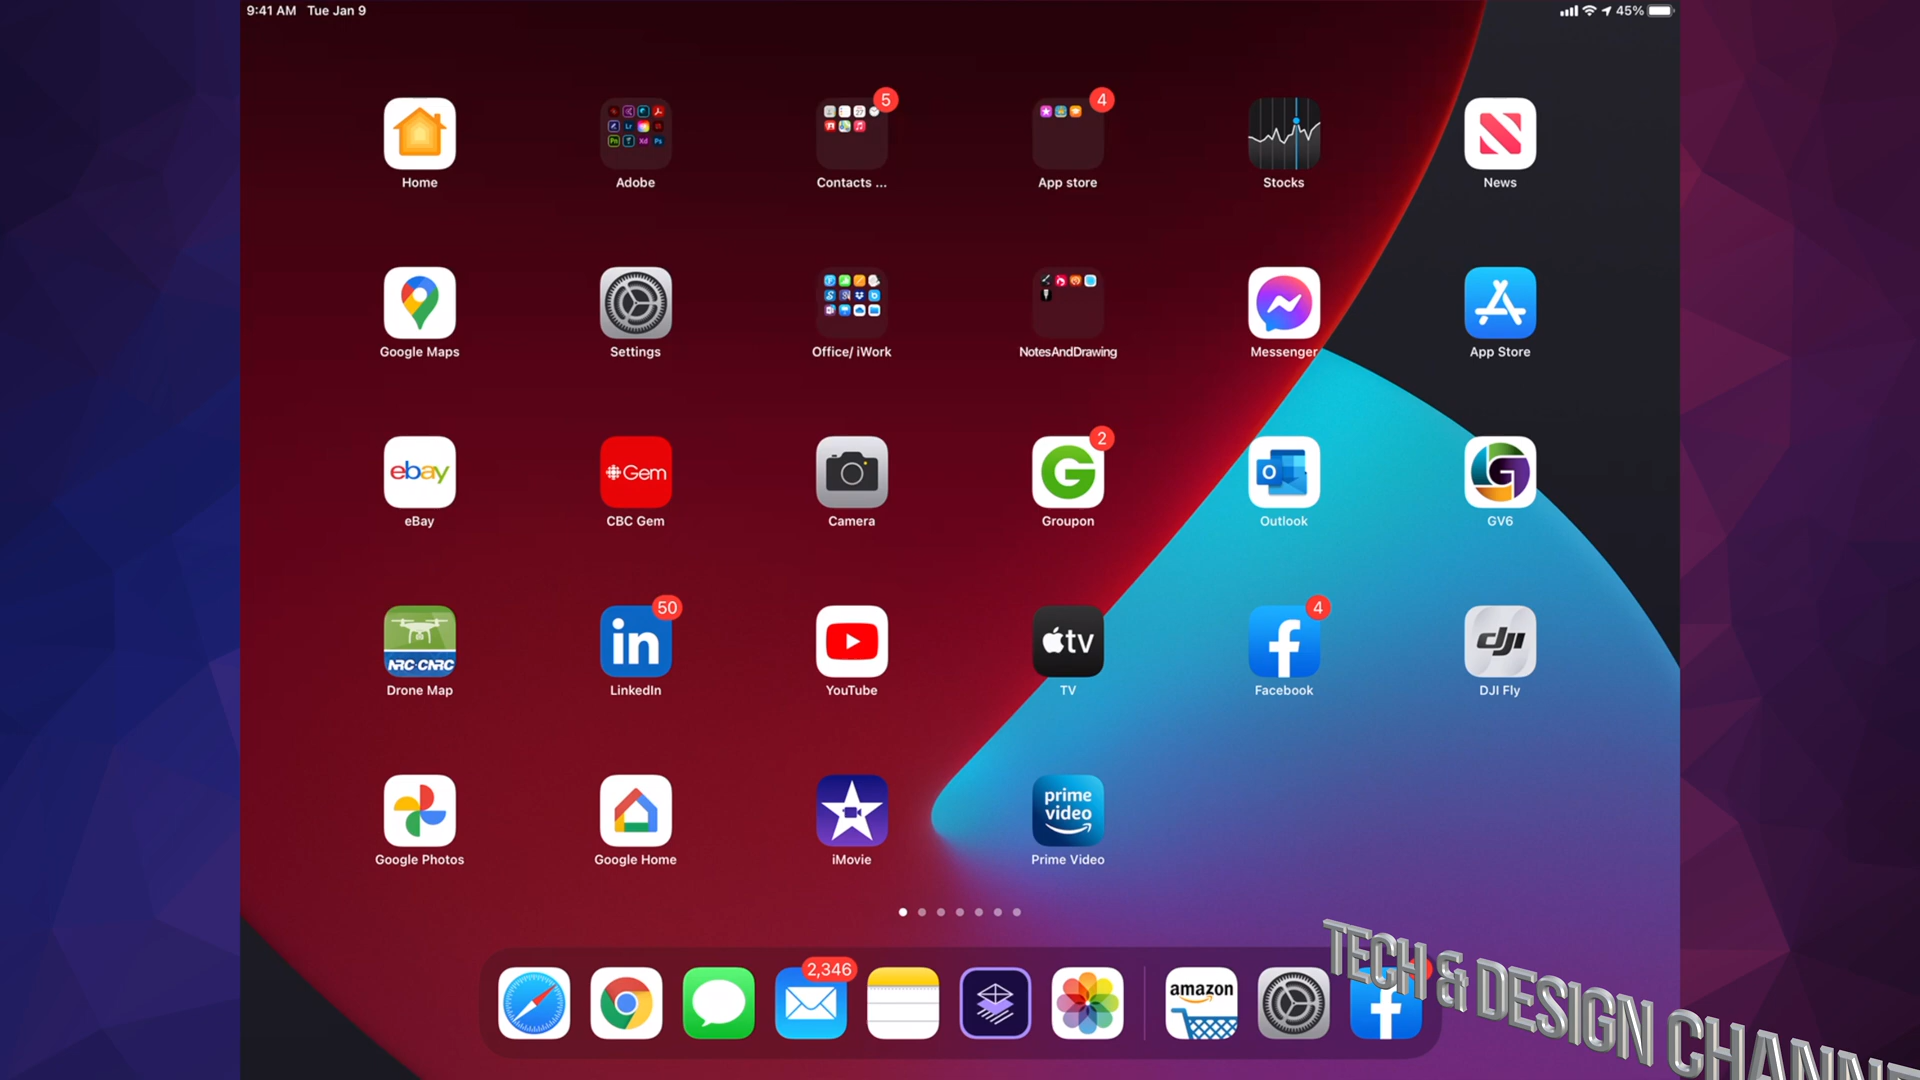 9:41 AM Tue Jan 9
45%
5
4
Home
Adobe
Contacts ...
App store
Stocks
News
Google Maps
Settings
Office/ iWork
NotesAndDrawing
Messenger
App Store
ebay
Gem
2
eBay
CBC Gem
Camera
Groupon
Outlook
GV6
NRC·CNRC
50
in
tv
4
dji
Drone Map
LinkedIn
YouTube
TV
Facebook
DJI Fly
prime video
Google Photos
Google Home
iMovie
Prime Video
2,346
amazon
TECH & DESIGN CHANNE